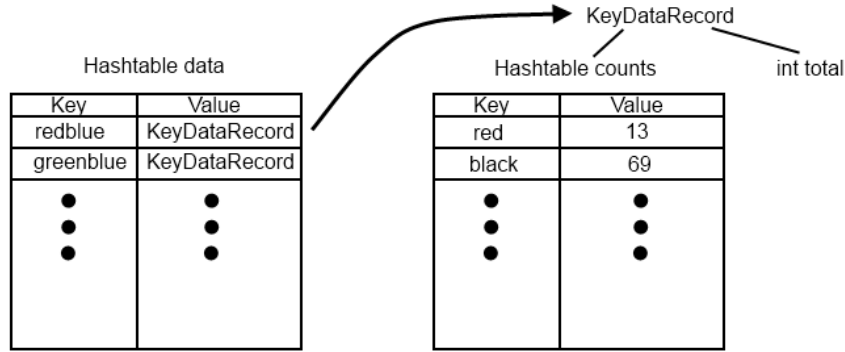 KeyDataRecord
Hashtable data
Hashtable counts
int total
Key Value
redblue KeyDataRecord
greenblue KeyDataRecord
Key Value
red 13
black 69